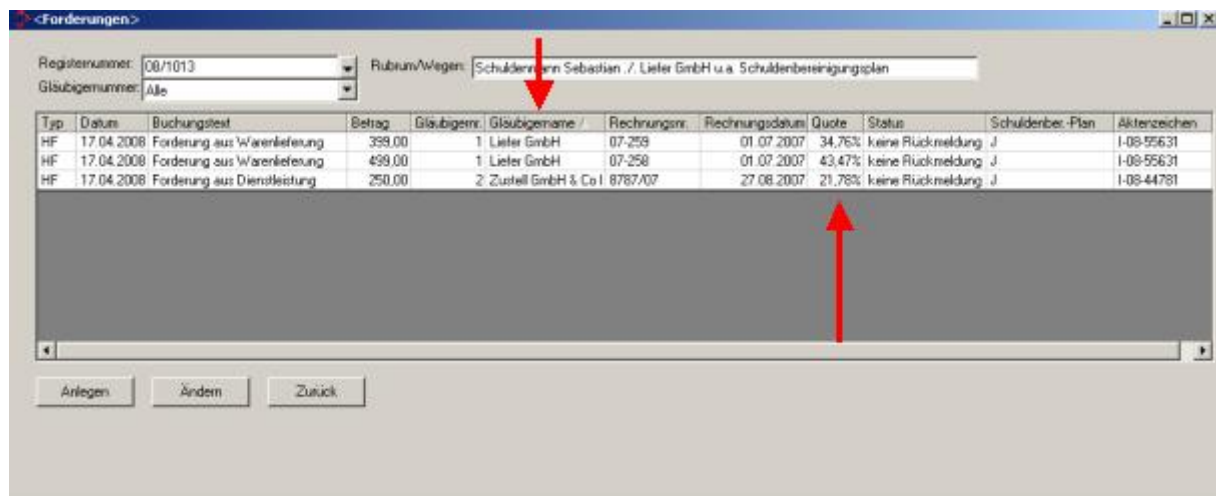 <Forderungen>
Registernummer: 08/1013 Rubrum/Wegen: Schuldenmann Sebastian ./. Liefer GmbH u.a. Schuldenbereinigungsplan
Gläubigernummer: Alle
Typ Datum Buchungstext Betrag Gläubigernr. Gläubigername / Rechnungsnr. Rechnungsdatum Quote Status Schuldenber.-Plan Aktenzeichen
HF 17.04.2008 Forderung aus Warenlieferung 399,00 1 Liefer GmbH 07-259 01.07.2007 34,76% keine Rückmeldung J I-08-55631
HF 17.04.2008 Forderung aus Warenlieferung 499,00 1 Liefer GmbH 07-258 01.07.2007 43,47% keine Rückmeldung J I-08-55631
HF 17.04.2008 Forderung aus Dienstleistung 250,00 2 Zustell GmbH & Co 8787/07 27.08.2007 21,78% keine Rückmeldung J I-08-44781
Anlegen Ändern Zurück